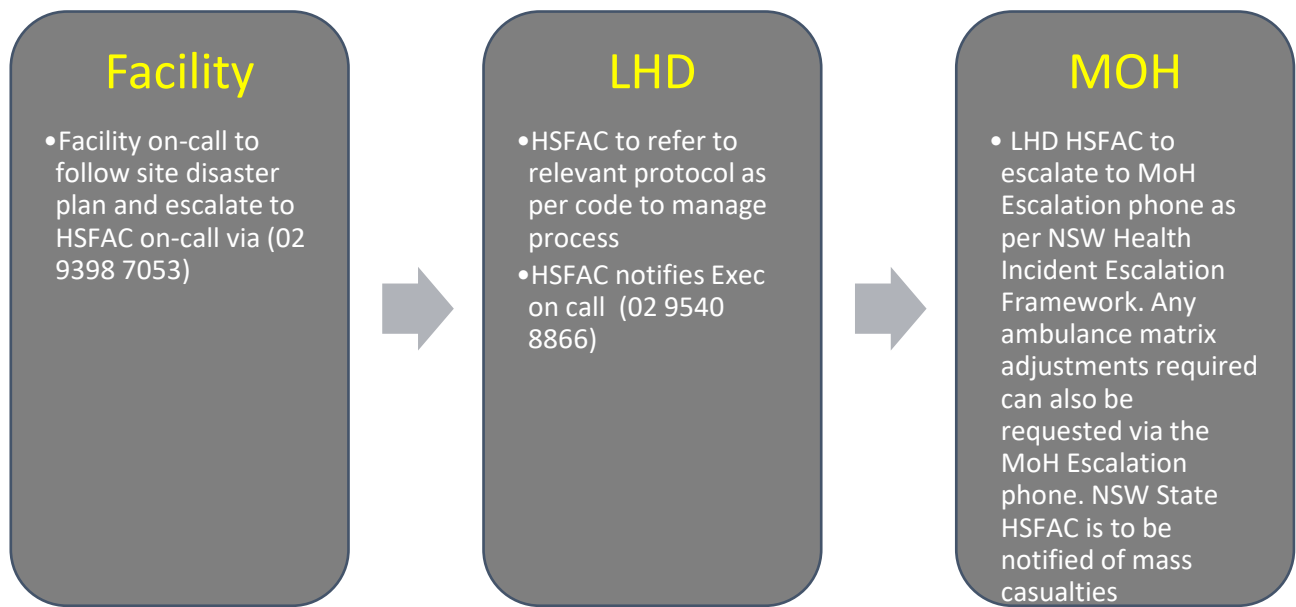 Facility
•Facility on-call to
follow site disaster
plan and escalate to
HSFAC on-call via (02
9398 7053)
LHD
•HSFAC to refer to
relevant protocol as
per code to manage
process
•HSFAC notifies Exec
on call (02 9540
8866)
MOH
• LHD HSFAC to
escalate to MoH
Escalation phone as
per NSW Health
Incident Escalation
Framework. Any
ambulance matrix
adjustments required
can also be
requested via the
MoH Escalation
phone. NSW State
HSFAC is to be
notified of mass
casualties